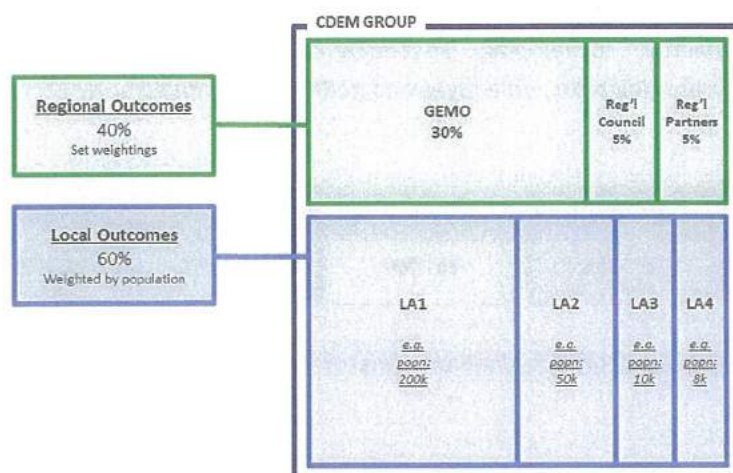 CDEM GROUP
Regional Outcomes
40%
Set weightings
GEMO
30%
Reg'l
Council
5%
Reg'l
Partners
5%
Local Outcomes
60%
Weighted by population
LA1
e.g.
popn:
200k
LA2
e.g.
popn:
50k
LA3
e.g.
popn:
10k
LA4
e.g.
popn:
8k